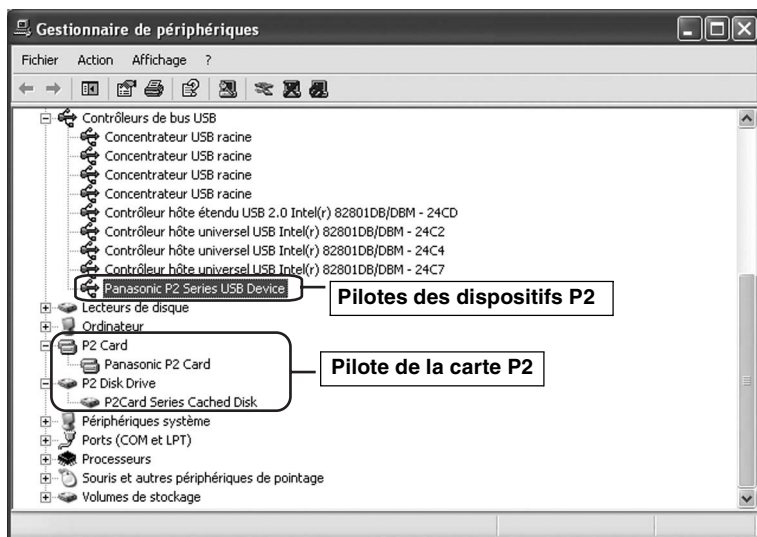 Gestionnaire de périphériques
Fichier Action Affichage ?
Contrôleurs de bus USB
Concentrateur USB racine
Concentrateur USB racine
Concentrateur USB racine
Concentrateur USB racine
Contrôleur hôte étendu USB 2.0 Intel(r) 82801DB/DBM - 24CD
Contrôleur hôte universel USB Intel(r) 82801DB/DBM - 24C2
Contrôleur hôte universel USB Intel(r) 82801DB/DBM - 24C4
Contrôleur hôte universel USB Intel(r) 82801DB/DBM - 24C7
Panasonic P2 Series USB Device
Pilotes des dispositifs P2
Lecteurs de disque
Ordinateur
P2 Card
Panasonic P2 Card
Pilote de la carte P2
P2 Disk Drive
P2Card Series Cached Disk
Périphériques système
Ports (COM et LPT)
Processeurs
Souris et autres périphériques de pointage
Volumes de stockage